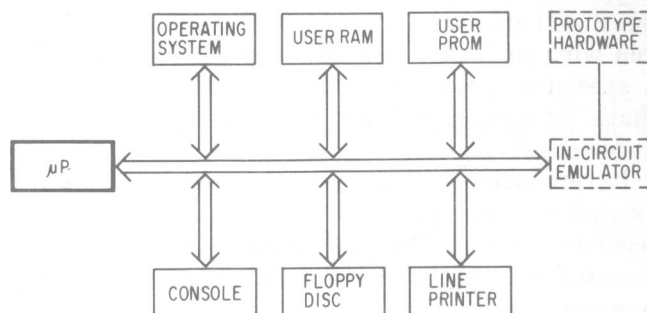 OPERATING
SYSTEM
USER RAM
USER
PROM
PROTOTYPE
HARDWARE
μP
IN-CIRCUIT
EMULATOR
CONSOLE
FLOPPY
DISC
LINE
PRINTER